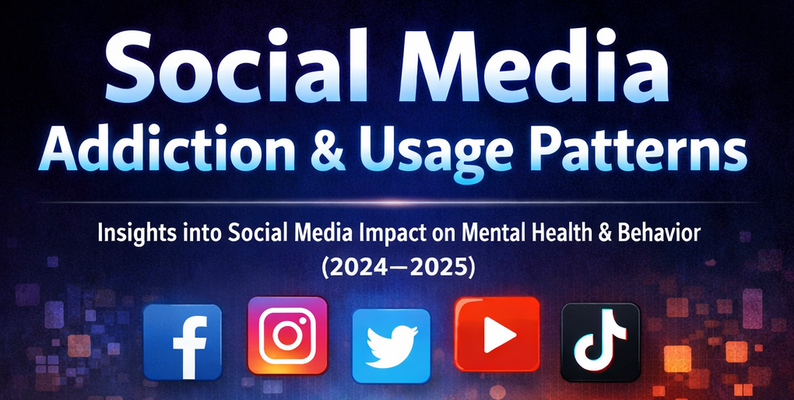 Social Media
Addiction & Usage Patterns
Insights into Social Media Impact on Mental Health & Behavior
(2024—2025)